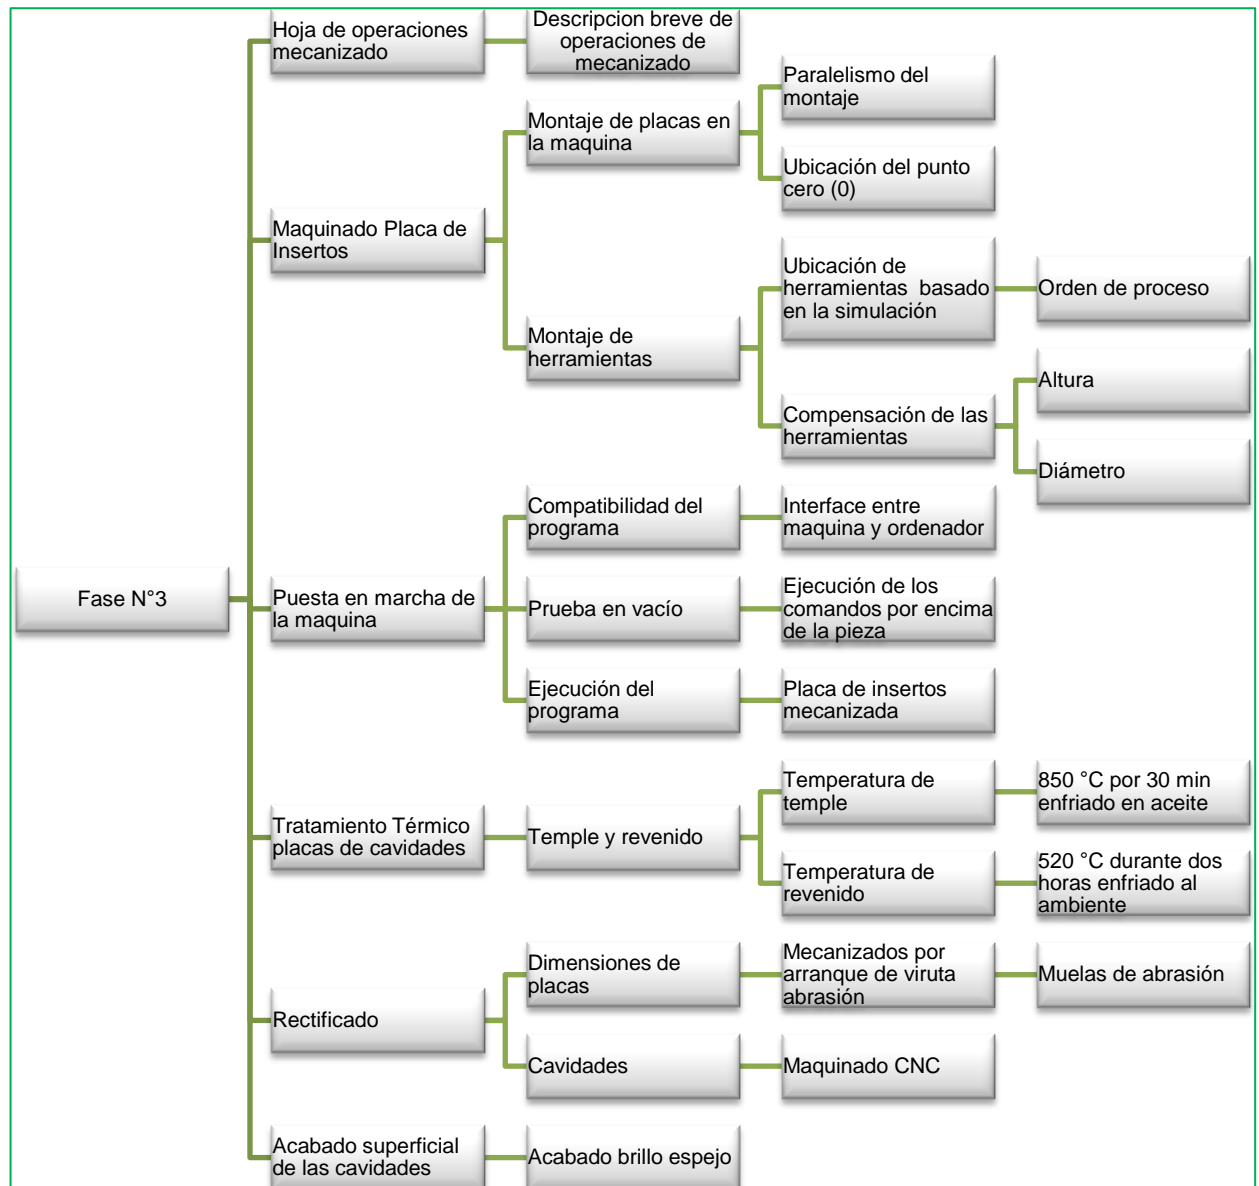 Fase N°3
Hoja de operaciones
mecanizado
Descripcion breve de
operaciones de
mecanizado
Maquinado Placa de
Insertos
Montaje de placas en
la maquina
Paralelismo del
montaje
Ubicación del punto
cero (0)
Montaje de
herramientas
Ubicación de
herramientas basado
en la simulación
Orden de proceso
Compensación de las
herramientas
Altura
Diámetro
Puesta en marcha de
la maquina
Compatibilidad del
programa
Interface entre
maquina y ordenador
Prueba en vacío
Ejecución de los
comandos por encima
de la pieza
Ejecución del
programa
Placa de insertos
mecanizada
Tratamiento Térmico
placas de cavidades
Temple y revenido
Temperatura de
temple
850 °C por 30 min
enfriado en aceite
Temperatura de
revenido
520 °C durante dos
horas enfriado al
ambiente
Rectificado
Dimensiones de
placas
Mecanizados por
arranque de viruta
abrasión
Muelas de abrasión
Cavidades
Maquinado CNC
Acabado superficial
de las cavidades
Acabado brillo espejo